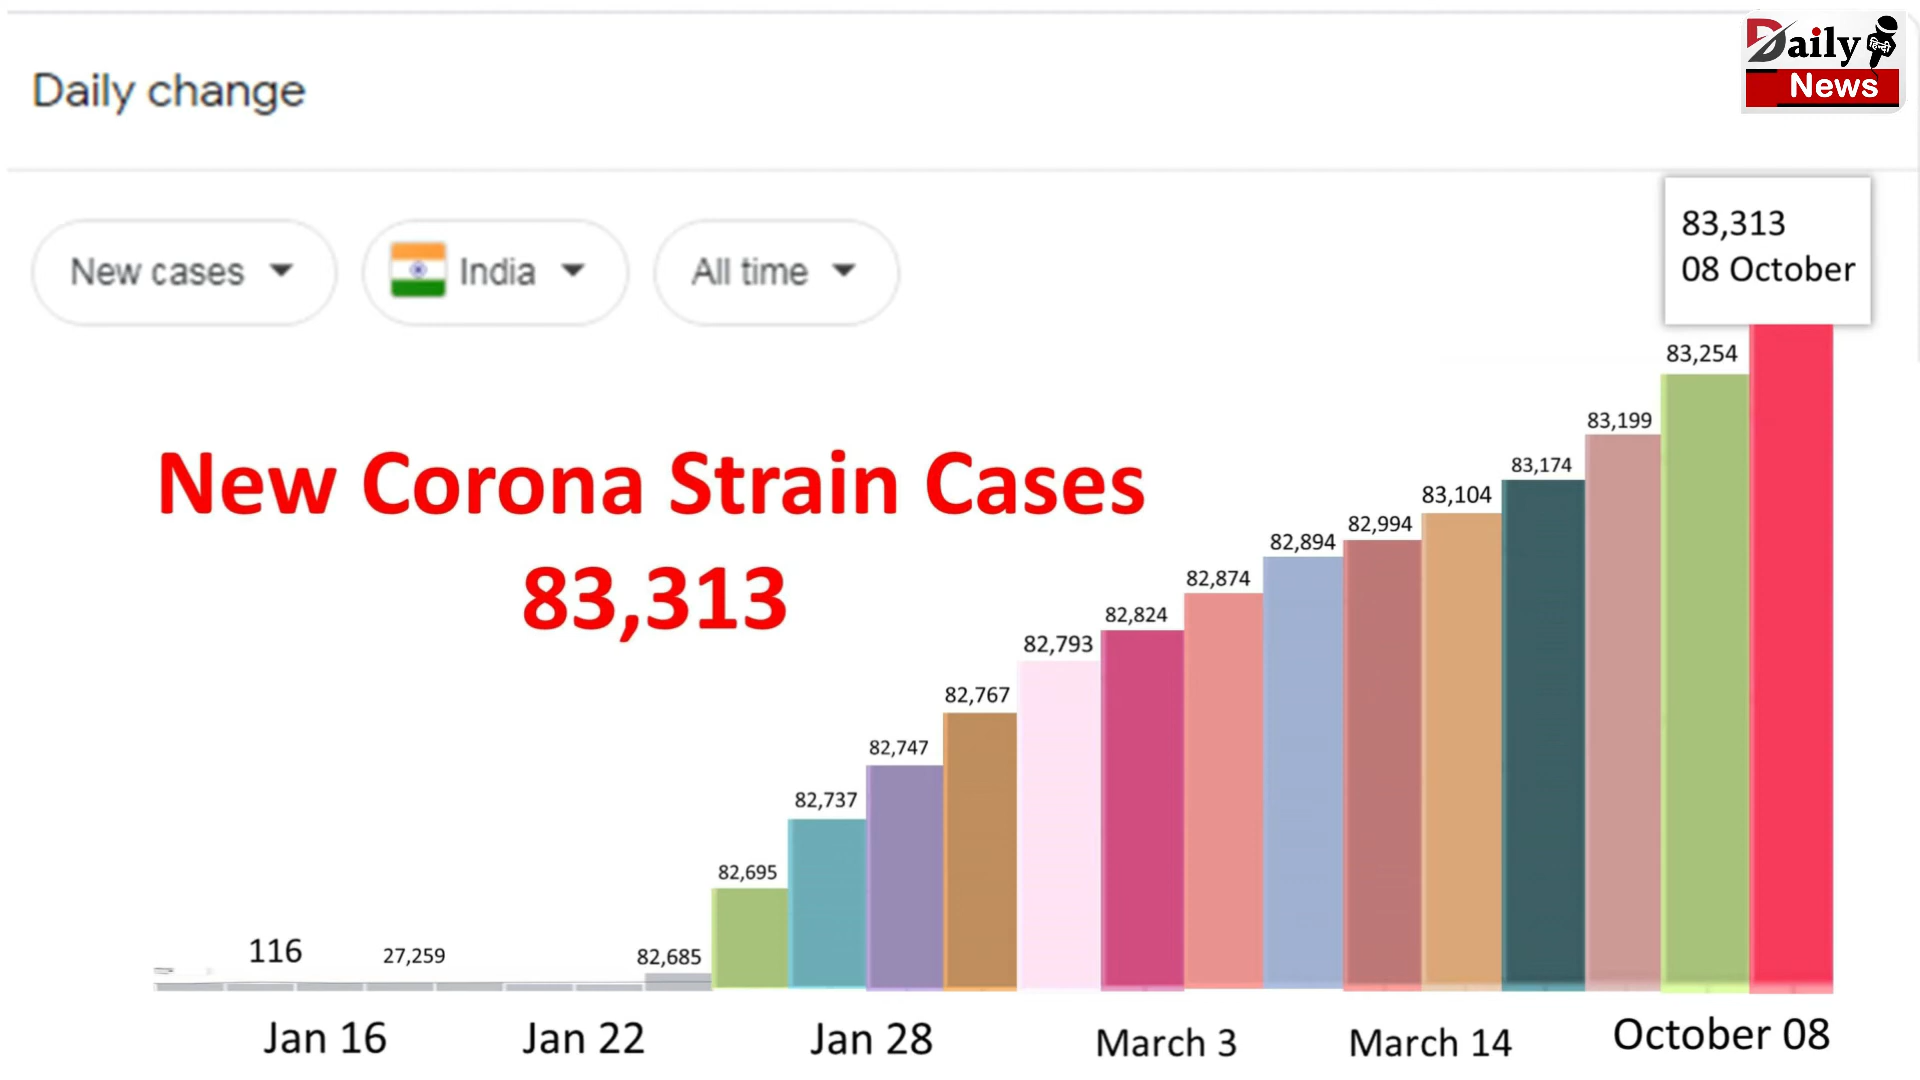 Daily
हिन्दी
News
Daily change
New cases
India
All time
83,313
08 October
New Corona Strain Cases
83,313
116
27,259
82,685
82,695
82,737
82,747
82,767
82,793
82,824
82,874
82,894
82,994
83,104
83,174
83,199
83,254
Jan 16
Jan 22
Jan 28
March 3
March 14
October 08